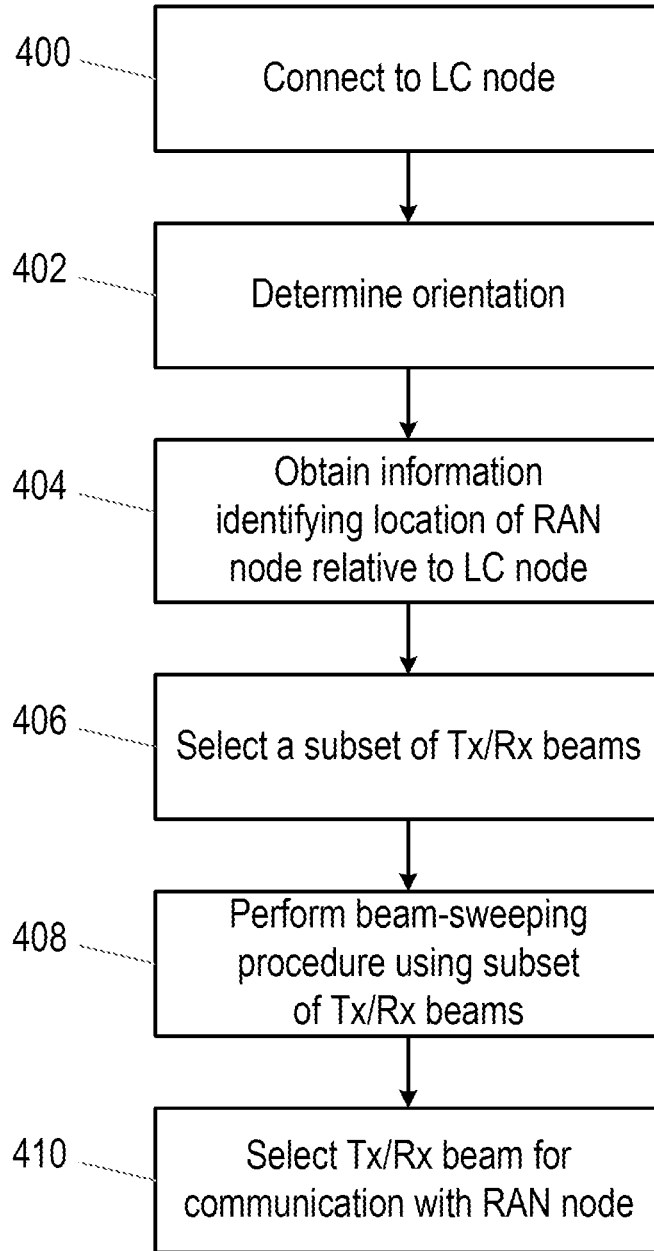 400
Connect to LC node
402
Determine orientation
404
Obtain information
identifying location of RAN
node relative to LC node
406
Select a subset of Tx/Rx beams
408
Perform beam-sweeping
procedure using subset
of Tx/Rx beams
410
Select Tx/Rx beam for
communication with RAN node